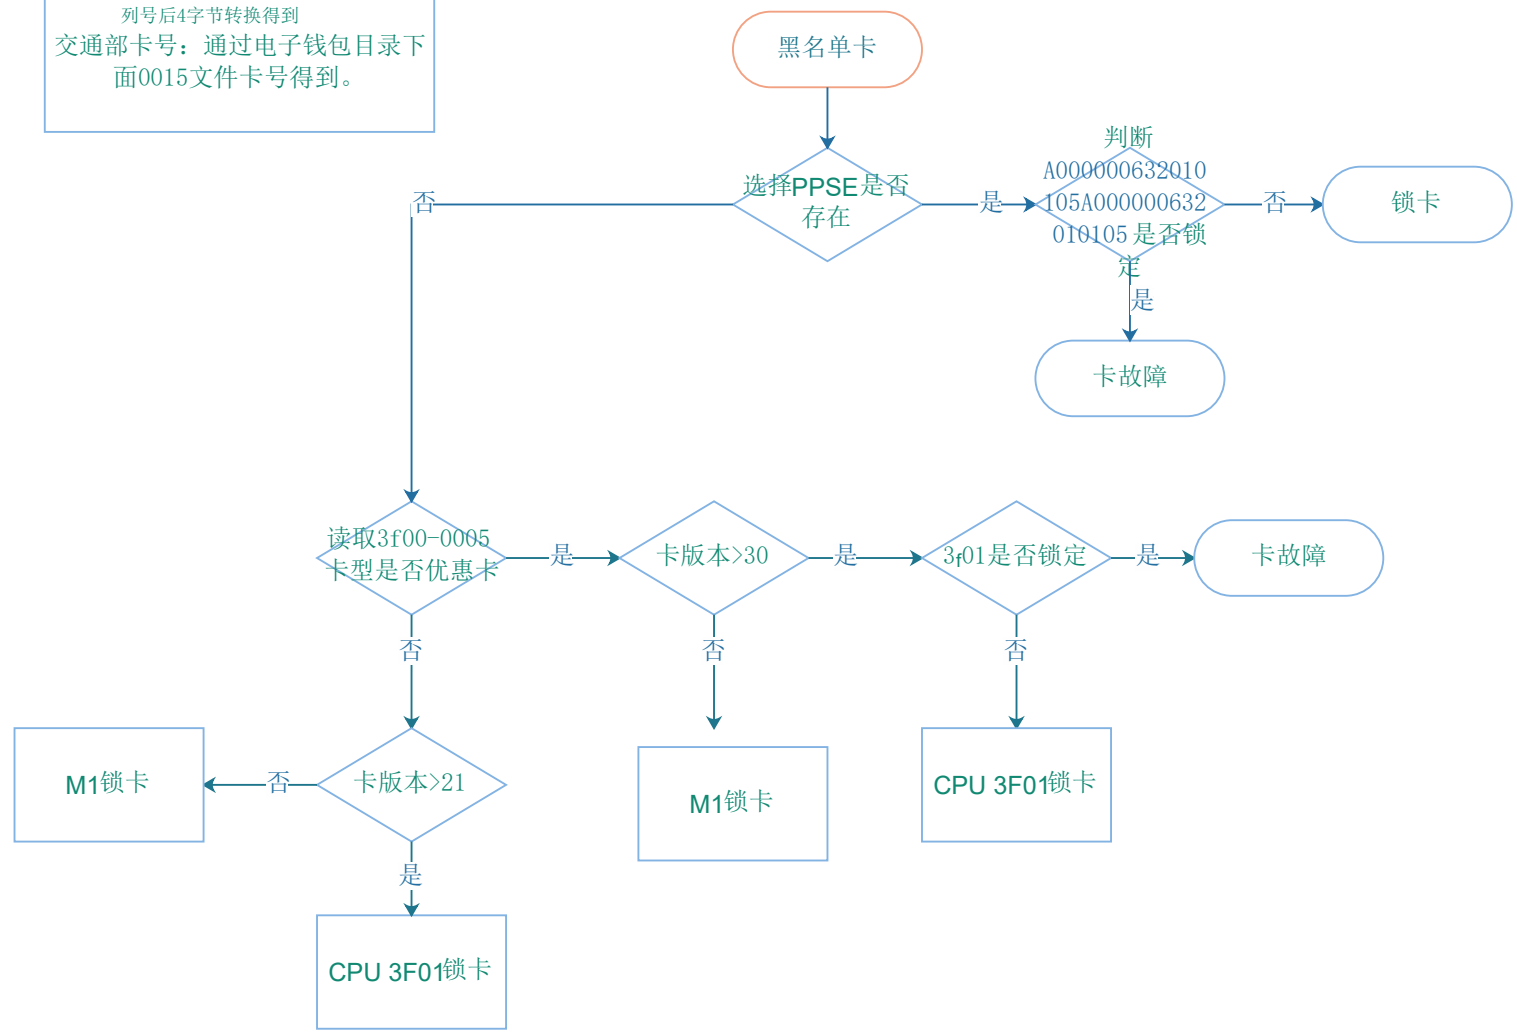 列号后4字节转换得到
交通部卡号：通过电子钱包目录下
面0015文件卡号得到。
黑名单卡
选择PPSE是否
存在
否
是
判断
A000000632010
105A000000632
010105是否锁
定
否
锁卡
是
卡故障
读取3f00-0005
卡型是否优惠卡
是
卡版本>30
是
3f01是否锁定
是
卡故障
否
否
否
M1锁卡
否
卡版本>21
M1锁卡
CPU 3F01锁卡
是
CPU 3F01锁卡